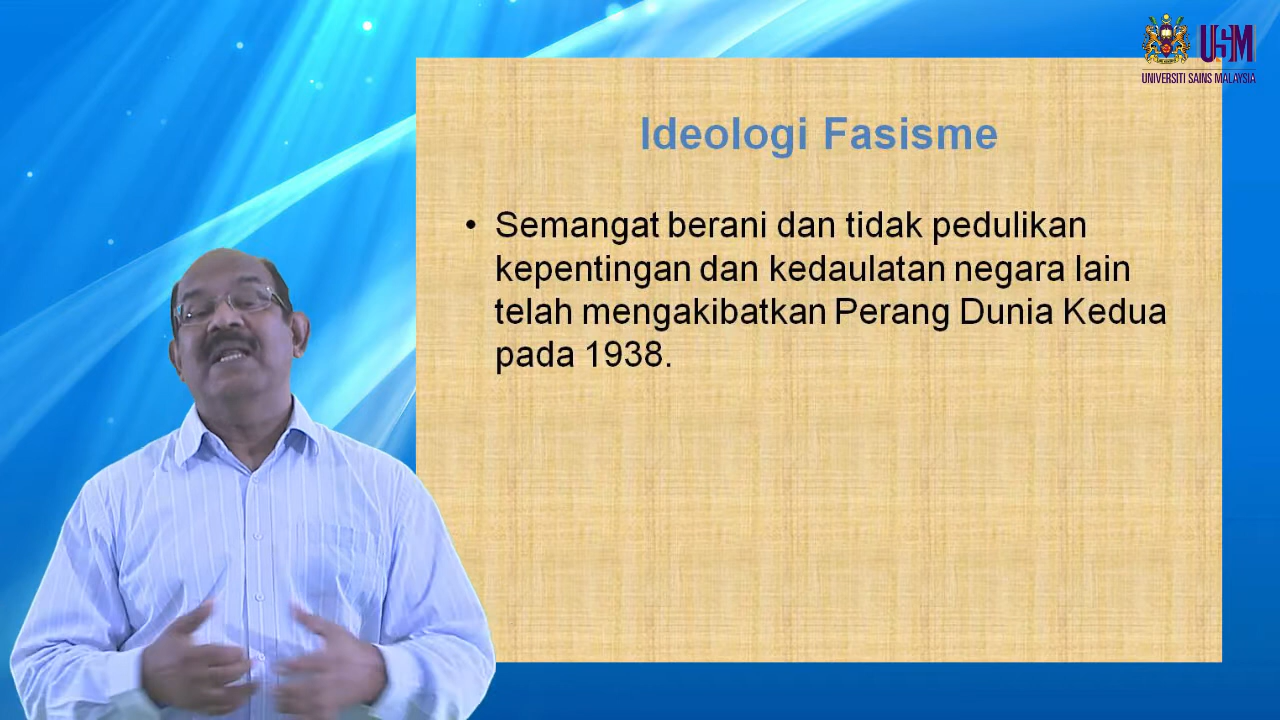 USM
UNIVERSITI SAINS MALAYSIA
Ideologi Fasisme
• Semangat berani dan tidak pedulikan
kepentingan dan kedaulatan negara lain
telah mengakibatkan Perang Dunia Kedua
pada 1938.